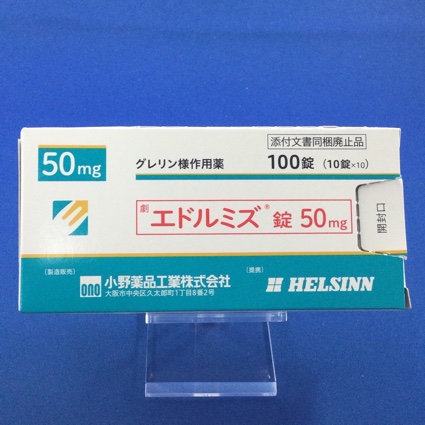 添付文書同梱廃止品
50mg
グレリン様作用薬
100錠 (10錠×10)
劇 エドルミズ® 錠 50mg
開封口
(製造販売)
ono 小野薬品工業株式会社
大阪市中央区久太郎町1丁目8番2号
(提携)
HELSINN